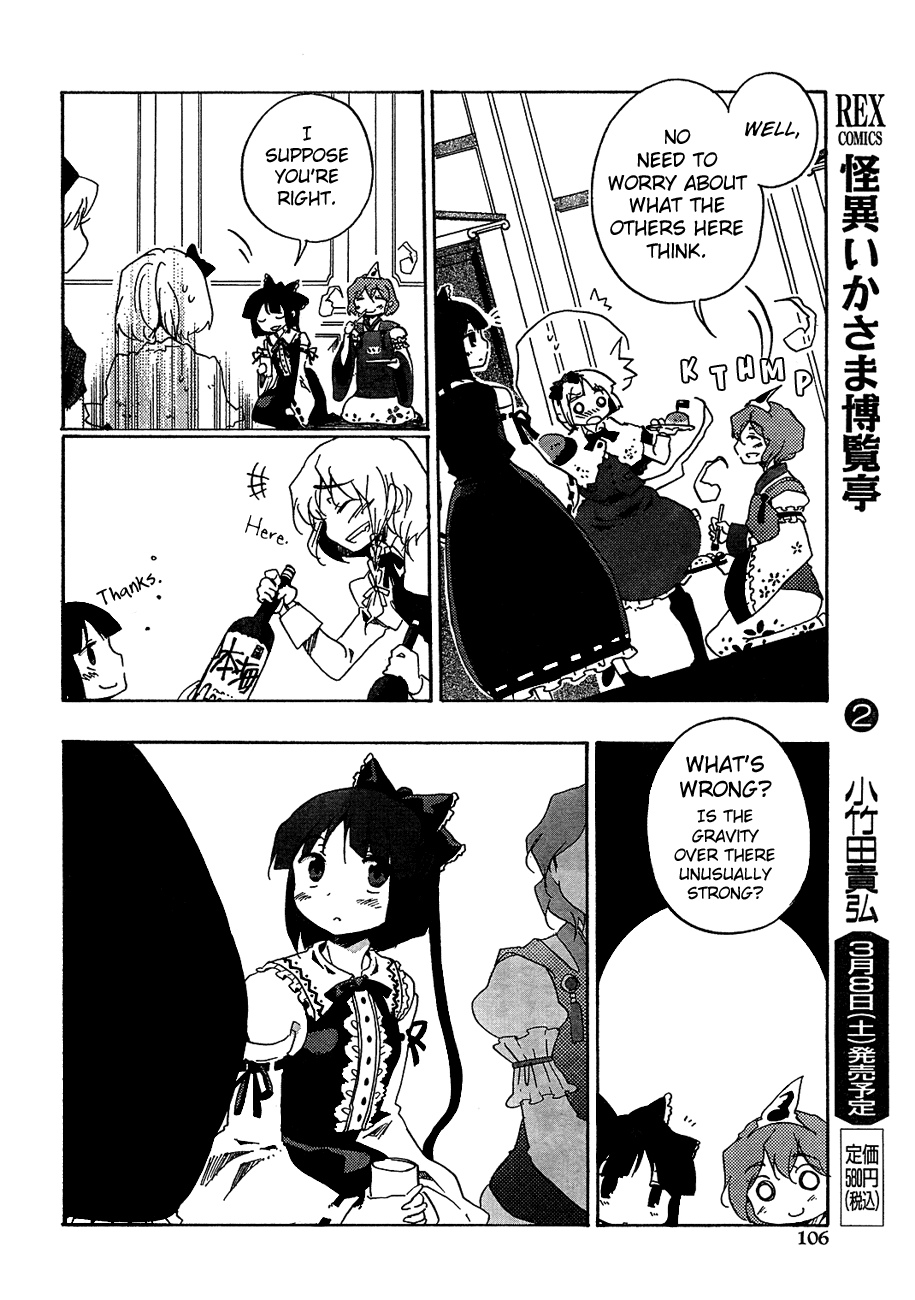 WELL,
NO
NEED TO
WORRY ABOUT
WHAT THE
OTHERS HERE
THINK.
KTHMP
I
SUPPOSE
YOU'RE
RIGHT.
Here.
Thanks.
WHAT'S
WRONG?
IS THE
GRAVITY
OVER THERE
UNUSUALLY
STRONG?
REX
COMICS
怪異いかさま博覧亭
2
小竹田貴弘
3月8日(土)発売予定
定価
580円
(税込)
106